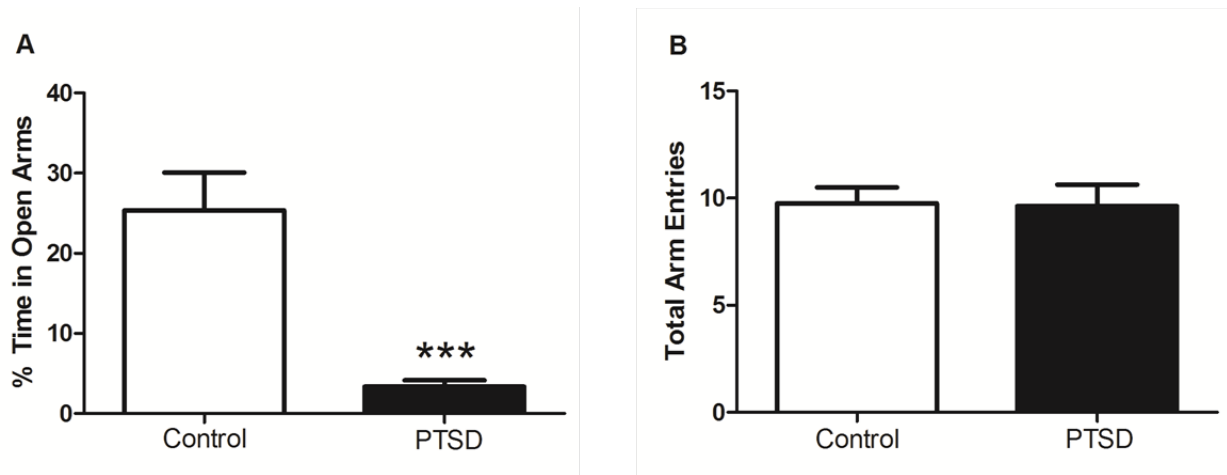 A
% Time in Open Arms
40
30
20
10
0
***
Control
PTSD
B
Total Arm Entries
15
10
5
0
Control
PTSD